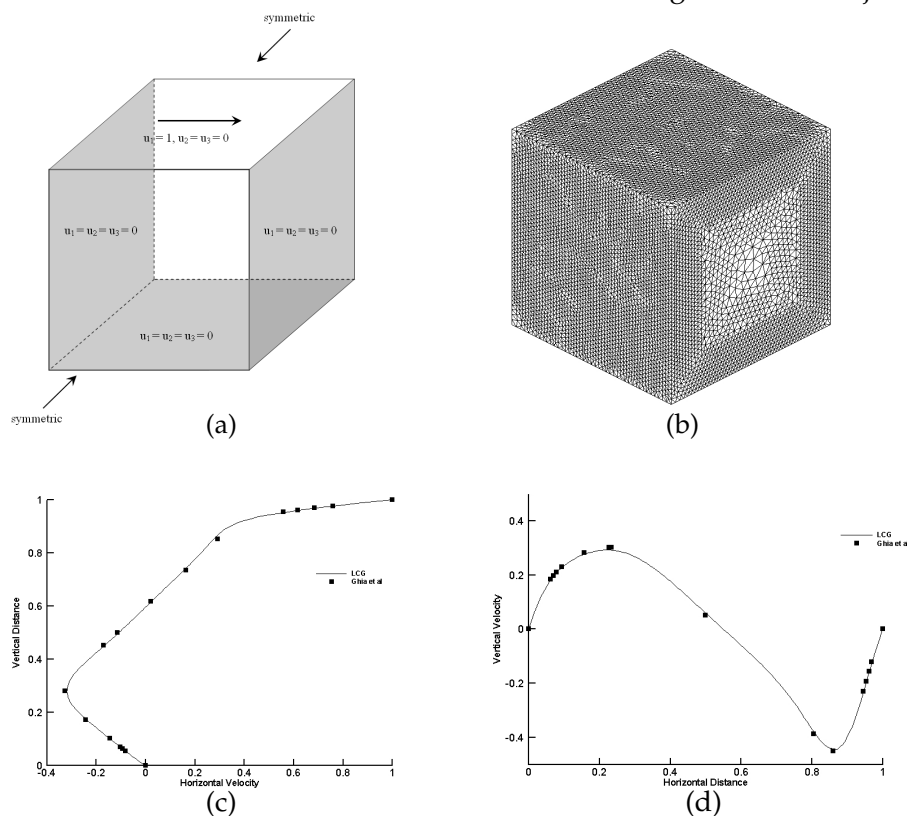 symmetric
u₁ = 1, u₂ = u₃ = 0
u₁ = u₂ = u₃ = 0
u₁ = u₂ = u₃ = 0
u₁ = u₂ = u₃ = 0
symmetric
(a)
(b)
1
0.8
0.6
0.4
0.2
0
Vertical Distance
LCG
Ghia et al
-0.4
-0.2
0
0.2
0.4
0.6
0.8
1
Horizontal Velocity
(c)
0.4
0.2
0
-0.2
-0.4
Vertical Velocity
LCG
Ghia et al
0
0.2
0.4
0.6
0.8
1
Horizontal Distance
(d)